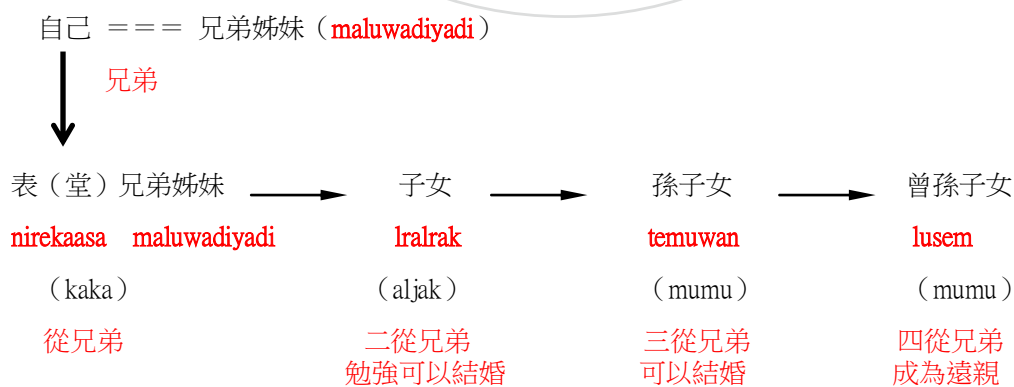 自己 ＝＝＝ 兄弟姊妹（maluwadiyadi）
兄弟
表（堂）兄弟姊妹 子女 孫子女 曾孫子女
nirekaasa maluwadiyadi lralrak temuwan lusem
（kaka） （aljak） （mumu） （mumu）
從兄弟 二從兄弟 三從兄弟 四從兄弟
勉強可以結婚 可以結婚 成為遠親